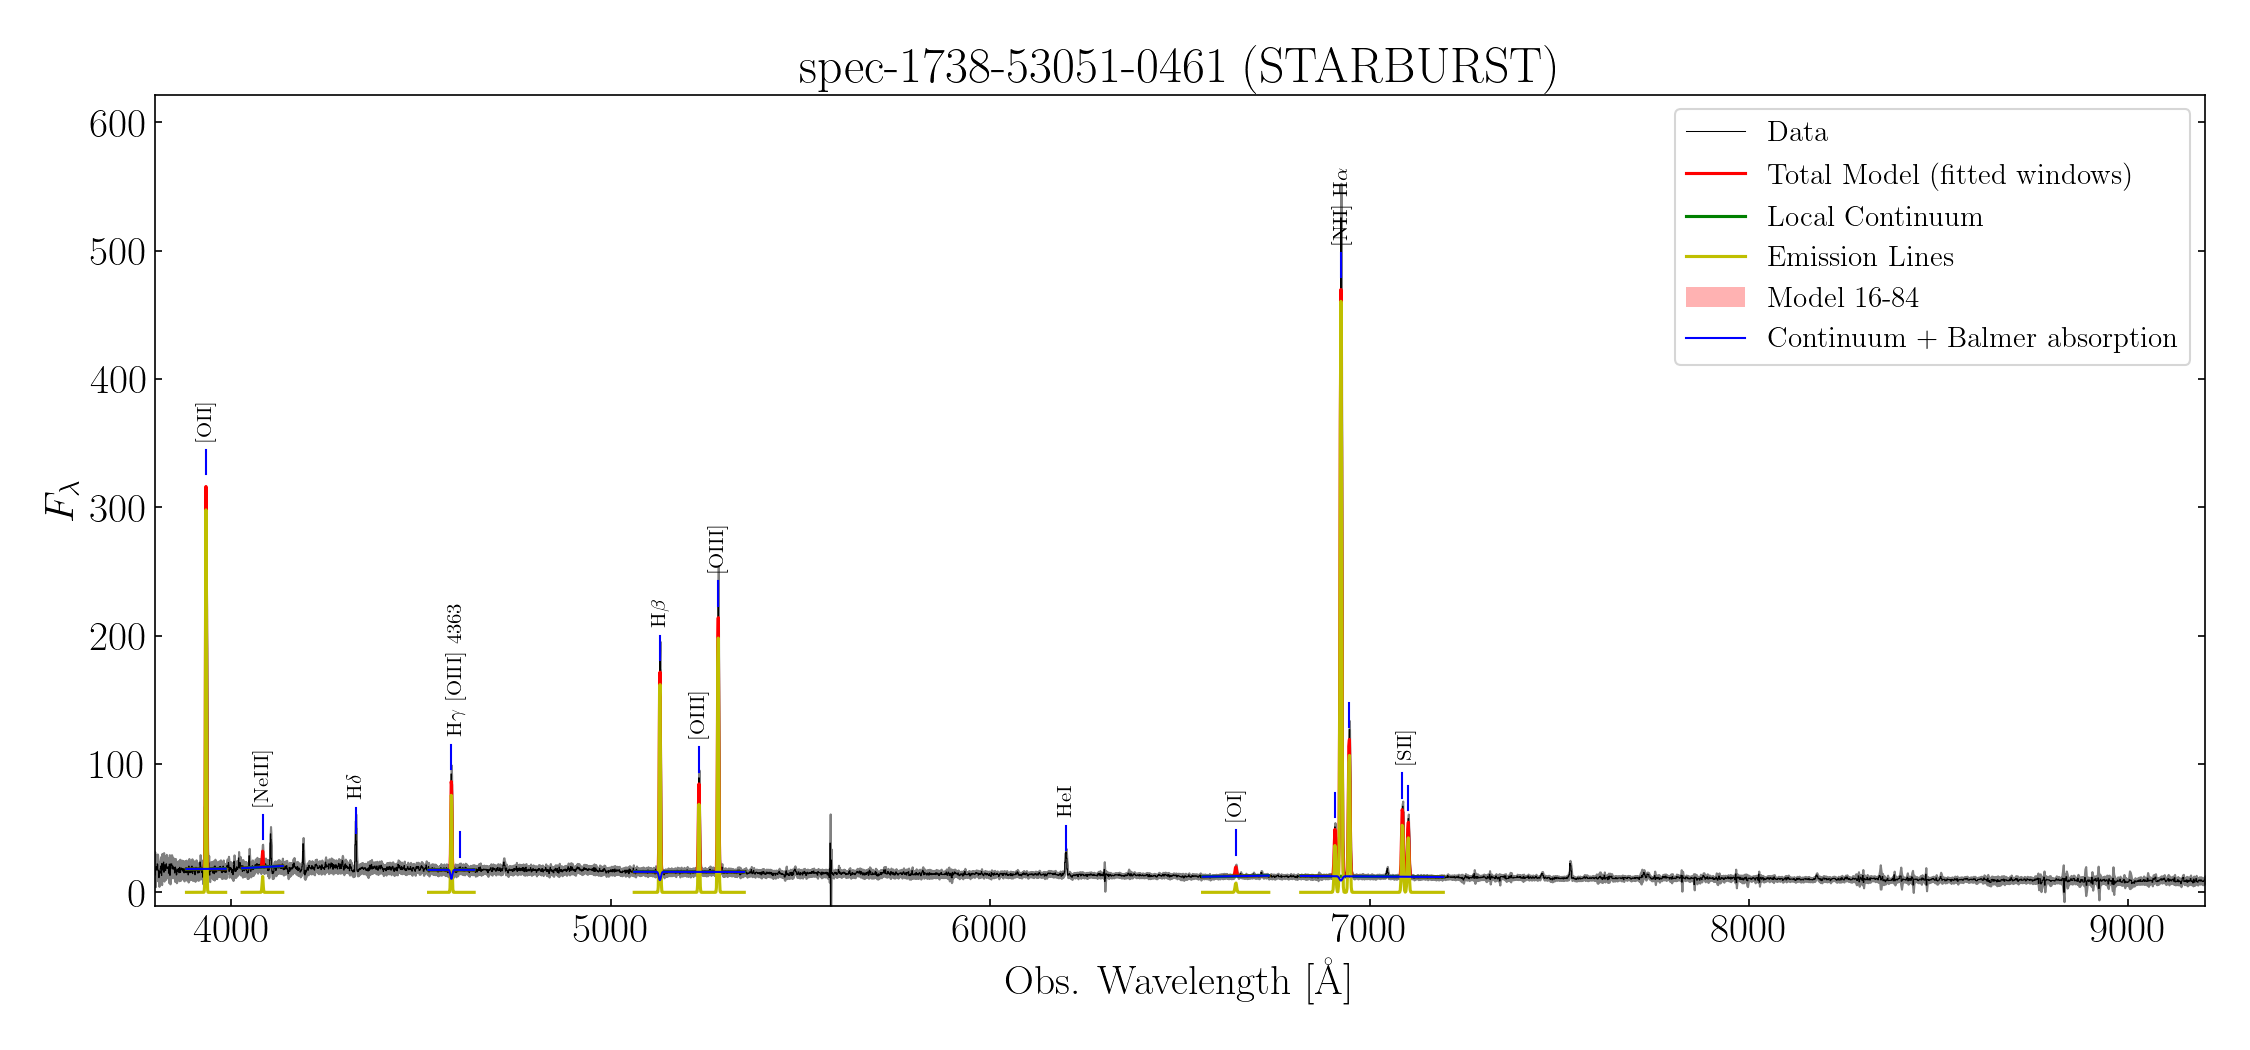 spec-1738-53051-0461 (STARBURST)
600
500
400
300
200
100
0
Fλ
[OII]
[NeIII]
Hδ
Hγ [OIII] 4363
Hβ
[OIII]
[OIII]
HeI
[OI]
[NII] Hα
[SII]
Data
Total Model (fitted windows)
Local Continuum
Emission Lines
Model 16-84
Continuum + Balmer absorption
4000 5000 6000 7000 8000 9000
Obs. Wavelength [Å]